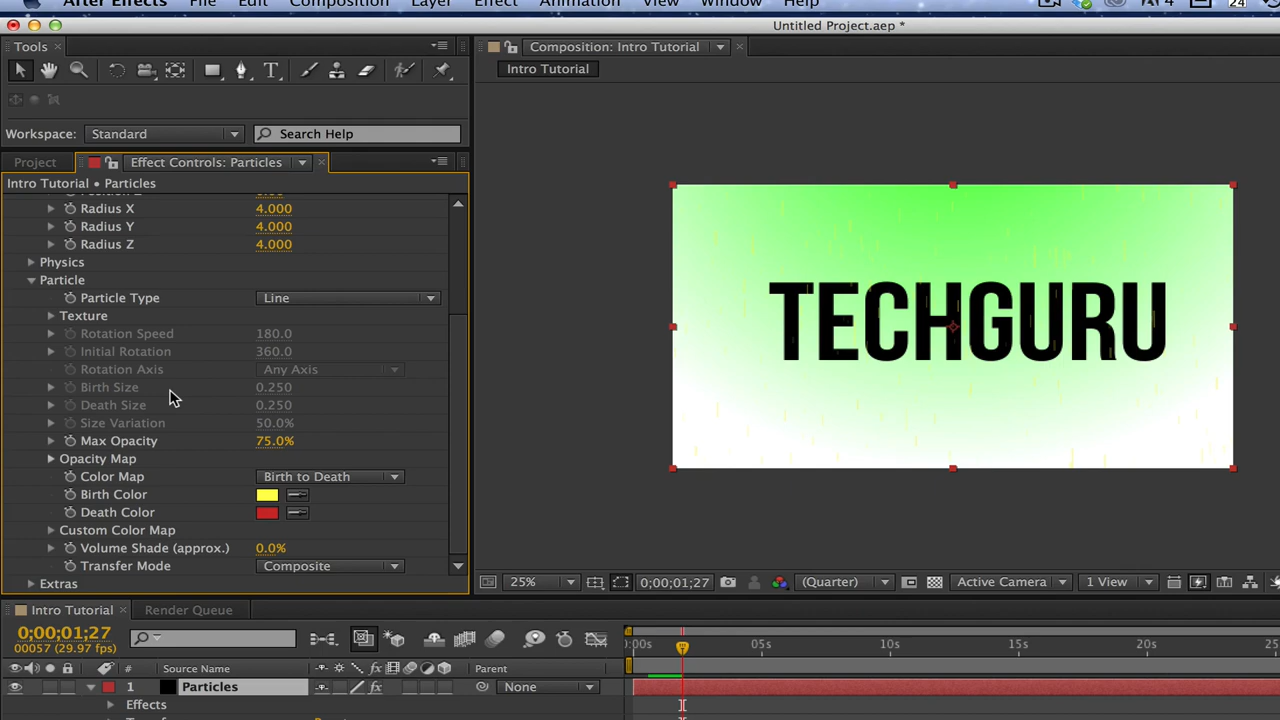 After Effects File Edit Composition Layer Effect Animation View Window Help 4 24
Untitled Project.aep *
Tools
Composition: Intro Tutorial
Intro Tutorial
Workspace: Standard Search Help
Project Effect Controls: Particles
Intro Tutorial • Particles
Radius X 4.000
Radius Y 4.000
Radius Z 4.000
Physics
Particle
Particle Type Line
Texture
Rotation Speed 180.0
Initial Rotation 360.0
Rotation Axis Any Axis
Birth Size 0.250
Death Size 0.250
Size Variation 50.0%
Max Opacity 75.0%
Opacity Map
Color Map Birth to Death
Birth Color
Death Color
Custom Color Map
Volume Shade (approx.) 0.0%
Transfer Mode Composite
Extras
TECHGURU
25% 0;00;01;27 (Quarter) Active Camera 1 View
Intro Tutorial Render Queue
0;00;01;27
00057 (29.97 fps)
:00s 05s 10s 15s 20s 25
# Source Name fx Parent
1 Particles fx None
Effects